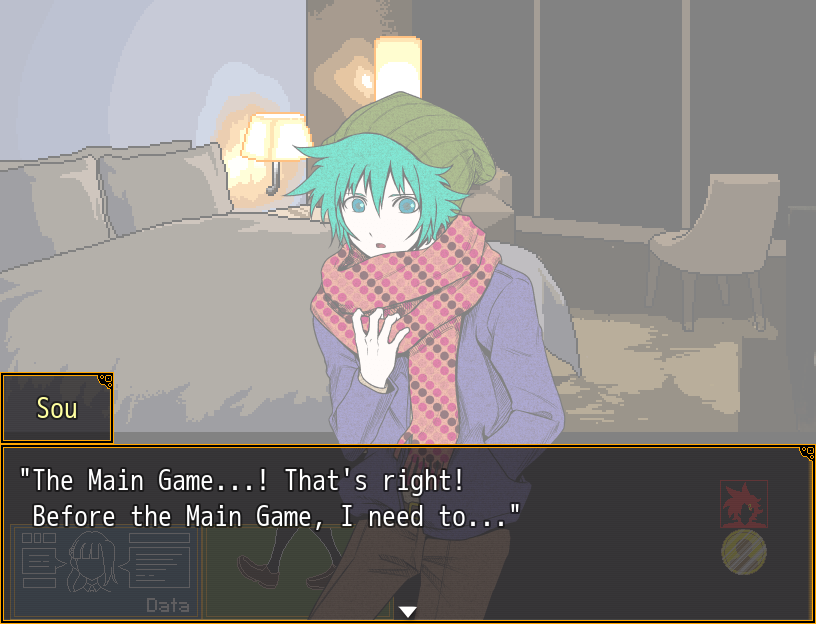 Sou
"The Main Game...! That's right!
Before the Main Game, I need to..."
Data